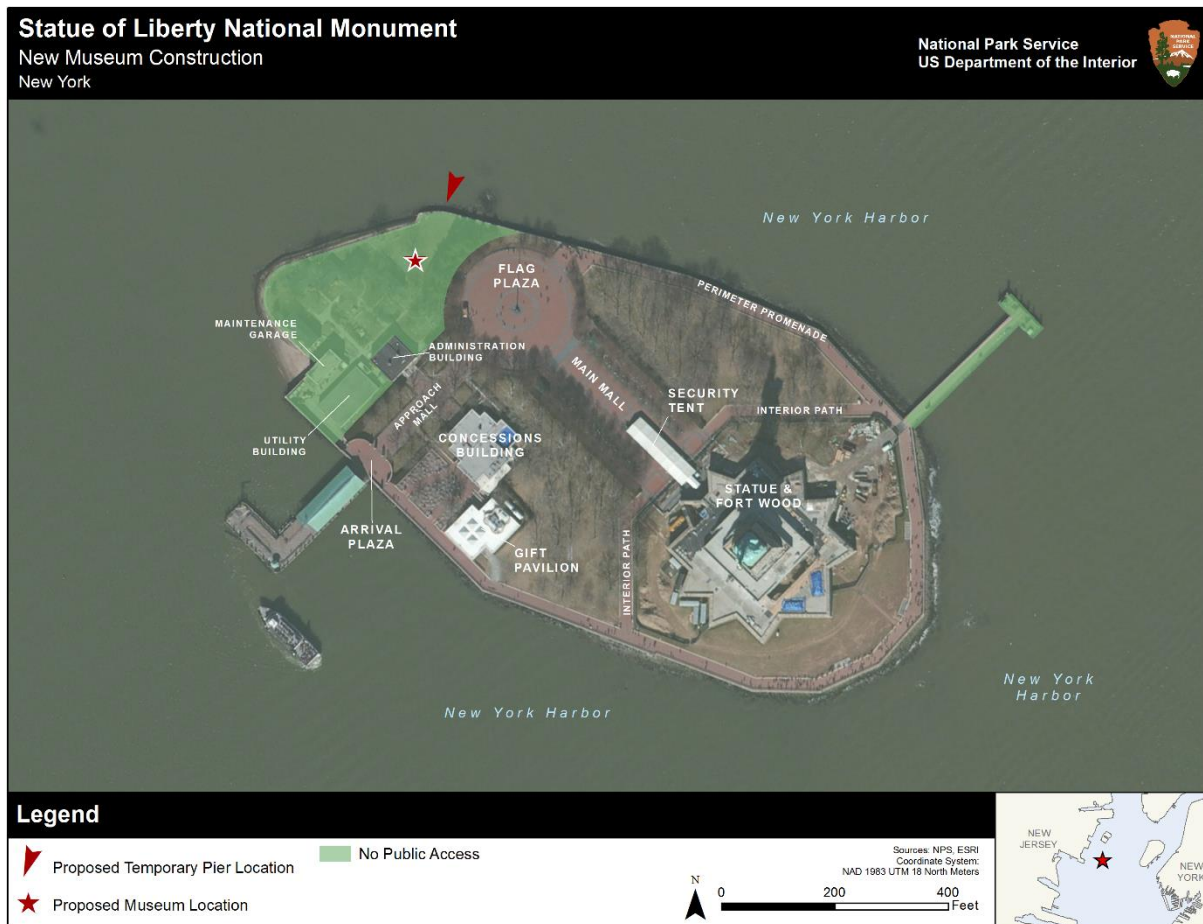 Statue of Liberty National Monument
New Museum Construction
New York
National Park Service
US Department of the Interior
NATIONAL
PARK
SERVICE
New York Harbor
FLAG
PLAZA
PERIMETER PROMENADE
MAINTENANCE
GARAGE
ADMINISTRATION
BUILDING
MAIN MALL
SECURITY
TENT
INTERIOR PATH
APPROACH
MALL
CONCESSIONS
BUILDING
UTILITY
BUILDING
STATUE &
FORT WOOD
ARRIVAL
PLAZA
GIFT
PAVILION
INTERIOR PATH
New York
Harbor
New York Harbor
Legend
Proposed Temporary Pier Location
No Public Access
Proposed Museum Location
Sources: NPS, ESRI
Coordinate System:
NAD 1983 UTM 18 North Meters
N
0 200 400
Feet
NEW
JERSEY
NEW
YORK